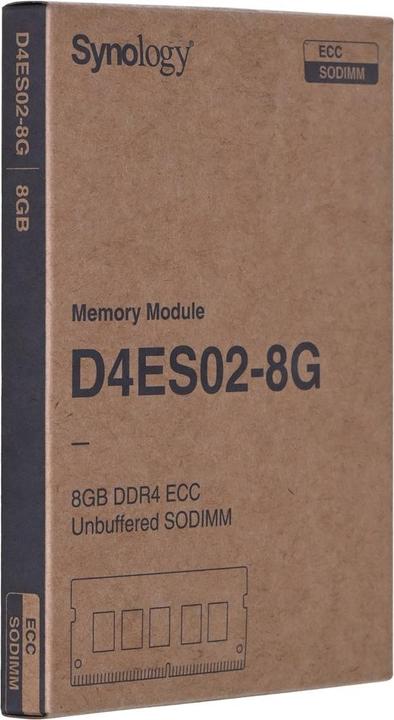 Synology
ECC
SODIMM
Memory Module
D4ES02-8G
8GB DDR4 ECC
Unbuffered SODIMM
D4ES02-8G | 8GB
ECC
SODIMM